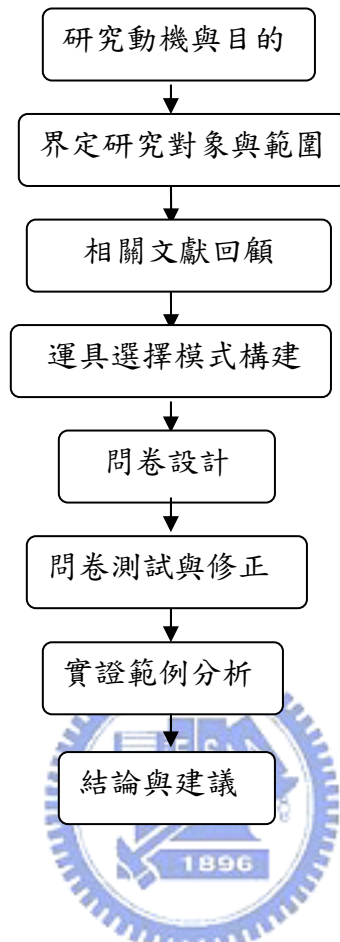 研究動機與目的
界定研究對象與範圍
相關文獻回顧
運具選擇模式構建
問卷設計
問卷測試與修正
實證範例分析
結論與建議
1896